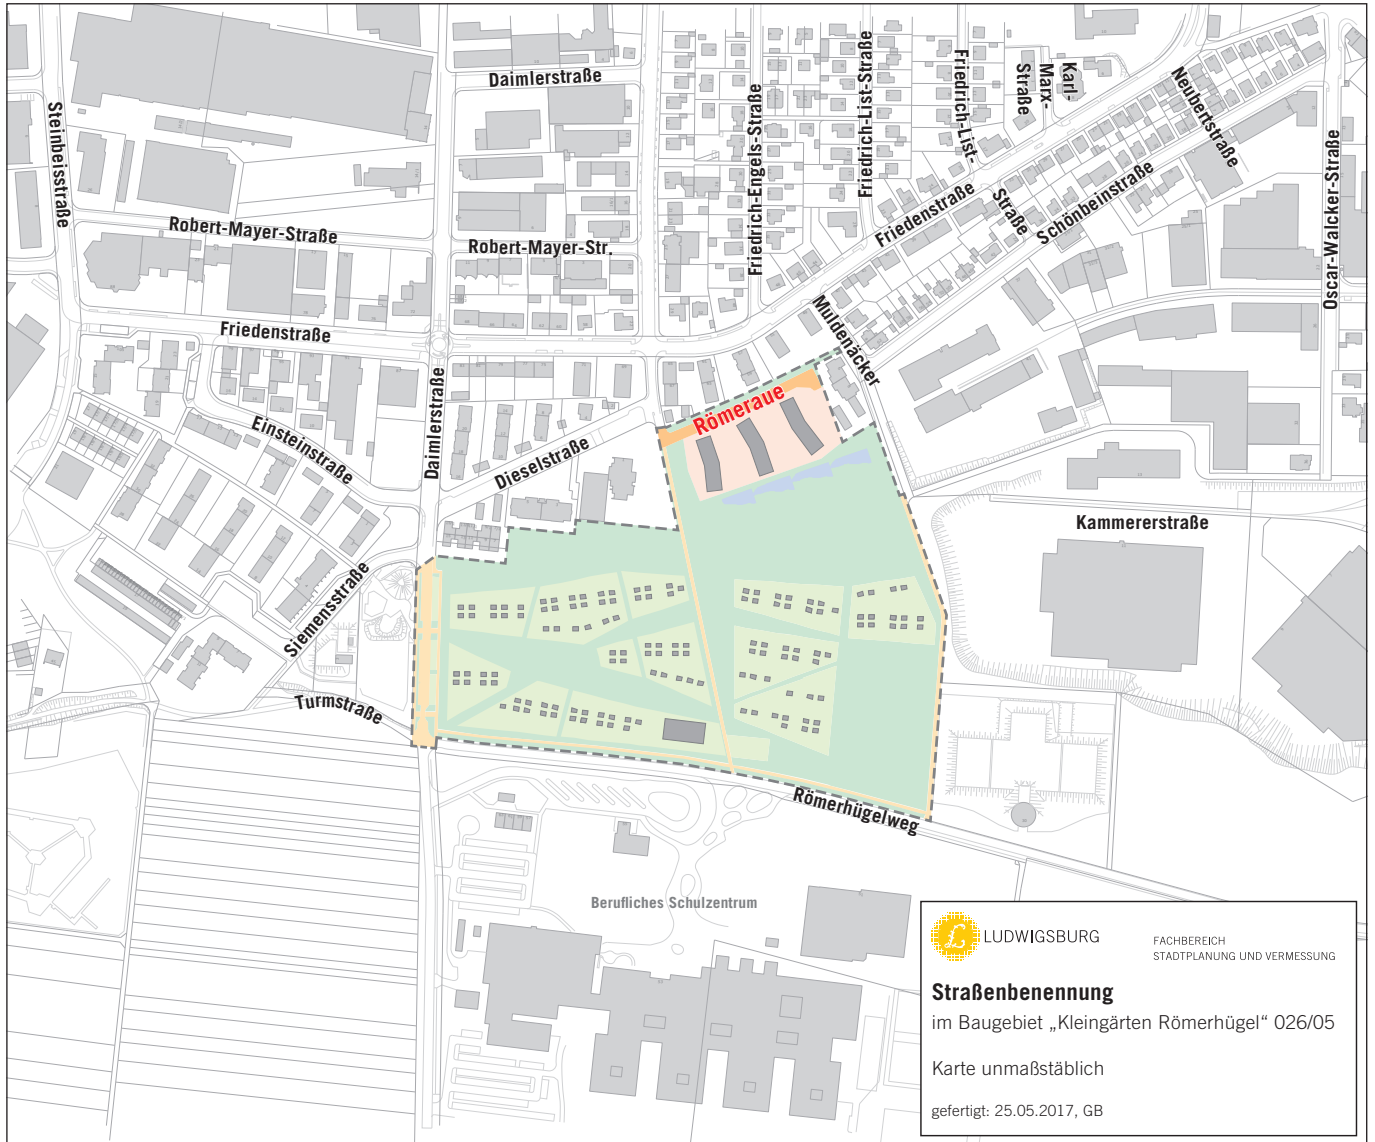 Daimlerstraße
Steinbeisstraße
Friedrich-Engels-Straße
Friedrich-List-Straße
Friedrich-List-
Straße
Karl-
Marx-
Straße
Neubertstraße
Schönbeinstraße
Oscar-Walcker-Straße
Robert-Mayer-Straße
Robert-Mayer-Str.
Friedenstraße
Friedenstraße
Muldenäcker
Römeraue
Daimlerstraße
Einsteinstraße
Dieselstraße
Kammererstraße
Siemensstraße
Turmstraße
Römerhügelweg
Berufliches Schulzentrum
LUDWIGSBURG
FACHBEREICH
STADTPLANUNG UND VERMESSUNG
Straßenbenennung
im Baugebiet „Kleingärten Römerhügel“ 026/05
Karte unmaßstäblich
gefertigt: 25.05.2017, GB